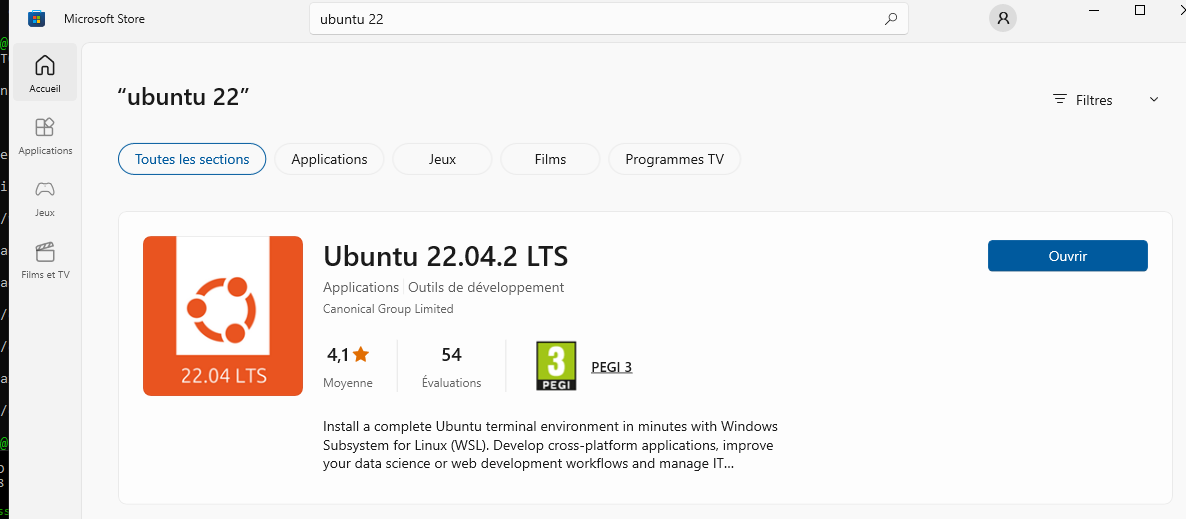 Microsoft Store
ubuntu 22
Accueil
Applications
Jeux
Films et TV
“ubuntu 22”
Filtres
Toutes les sections
Applications
Jeux
Films
Programmes TV
22.04 LTS
Ubuntu 22.04.2 LTS
Ouvrir
Applications Outils de développement
Canonical Group Limited
4,1
54
3
PEGI
PEGI 3
Moyenne
Évaluations
Install a complete Ubuntu terminal environment in minutes with Windows
Subsystem for Linux (WSL). Develop cross-platform applications, improve
your data science or web development workflows and manage IT…